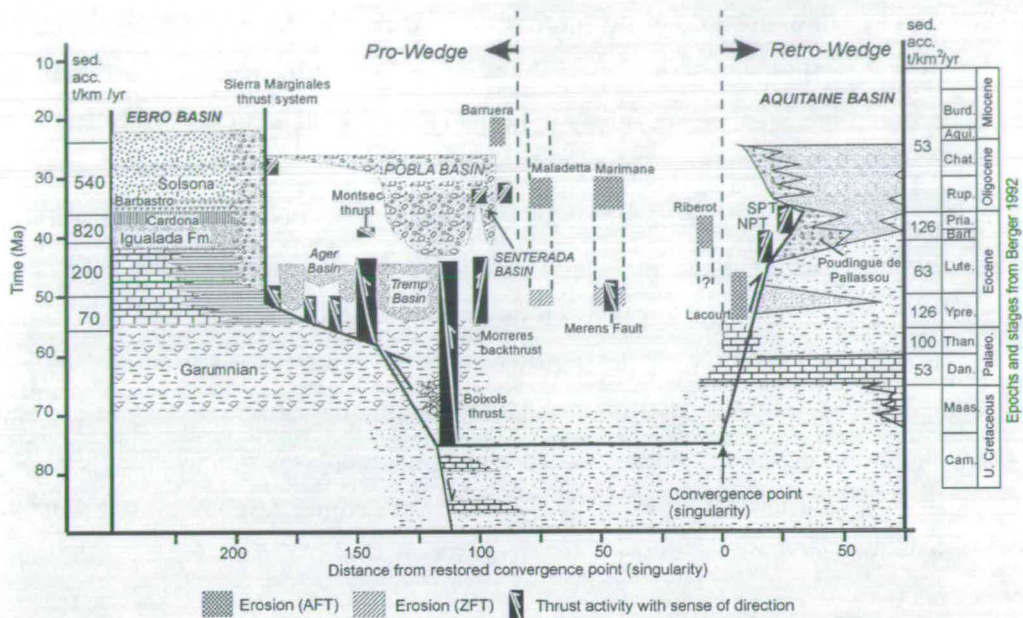 Pro-Wedge
Retro-Wedge
sed.
acc.
t/km /yr
sed.
acc.
t/km²/yr
Sierra Marginales
thrust system
EBRO BASIN
AQUITAINE BASIN
Barruera
POBLA BASIN
Maladetta
Marimana
Solsona
Barbastro
Cardona
Igualada Fm.
Montsec
thrust
Riberot
SPT
NPT
Ager
Basin
Tremp
Basin
SENTERADA
BASIN
Poudingue de
Pallassou
?
Lacourt
Merens Fault
Morreres
backthrust
Garumnian
Boixols
thrust.
Convergence point
(singularity)
540
820
200
70
53
126
63
126
100
53
Burd.
Aqui.
Chat.
Rup.
Pria.
Bart.
Lute.
Ypre.
Than.
Dan.
Maas.
Cam.
Miocene
Oligocene
Eocene
Palaeo.
U. Cretaceous
Epochs and stages from Berger 1992
Time (Ma)
10
20
30
40
50
60
70
80
200 150 100 50 0 50
Distance from restored convergence point (singularity)
Erosion (AFT) Erosion (ZFT) Thrust activity with sense of direction